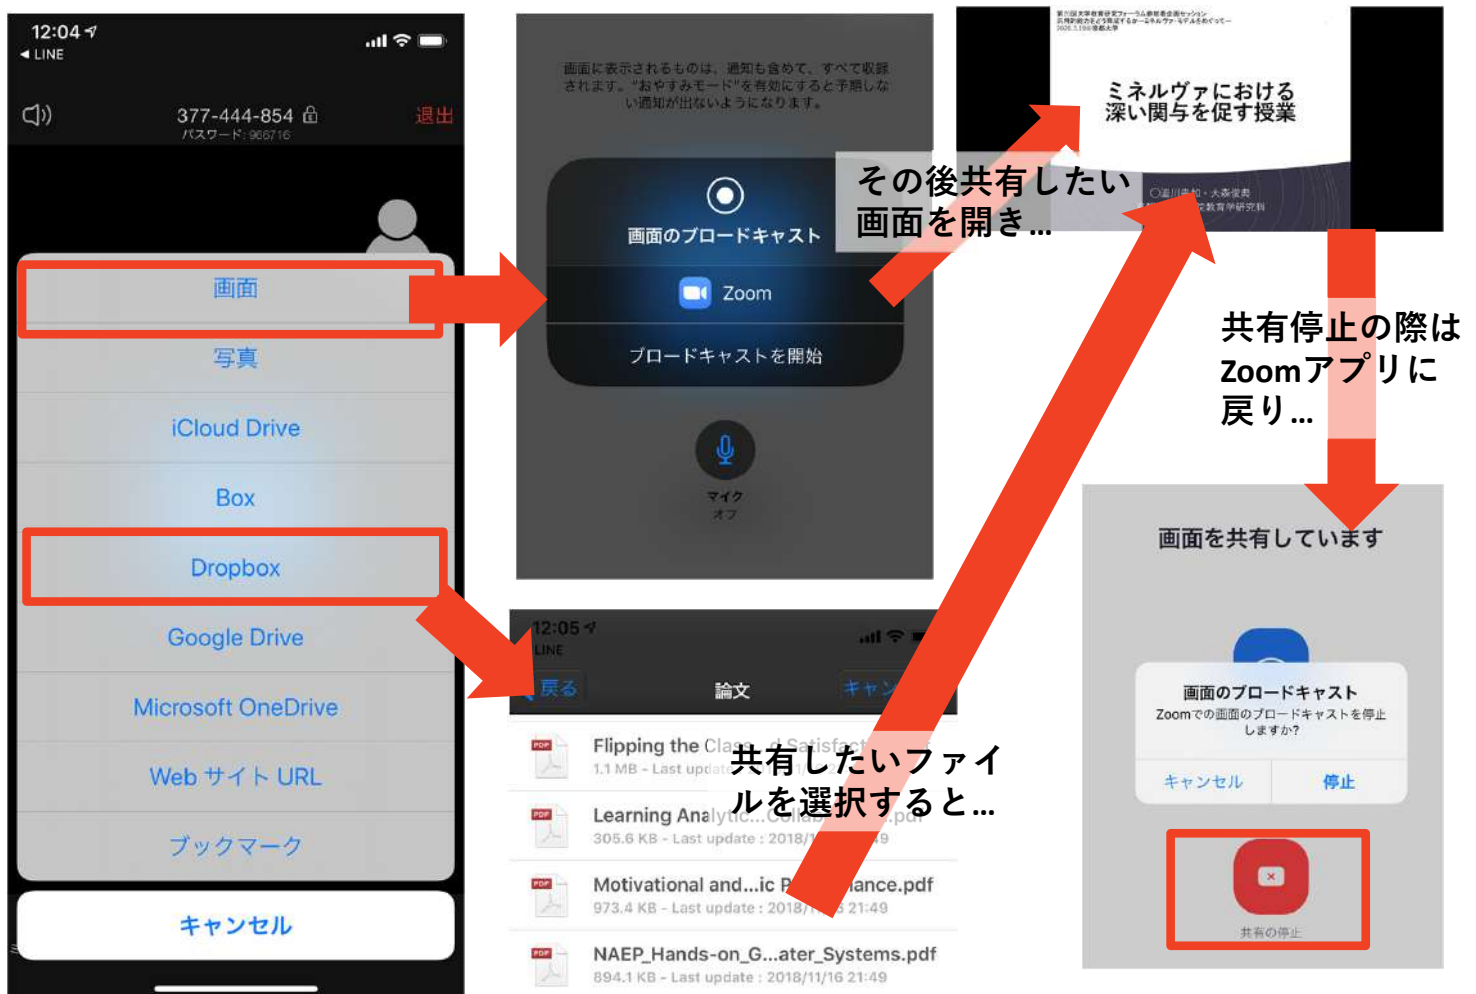 12:04
◀ LINE
377-444-854
パスワード: 966716
退出
画面
写真
iCloud Drive
Box
Dropbox
Google Drive
Microsoft OneDrive
Web サイト URL
ブックマーク
キャンセル
画面に表示されるものは、通知も含めて、すべて収録
されます。“おやすみモード”を有効にすると予期しな
い通知が出ないようになります。
画面のブロードキャスト
Zoom
ブロードキャストを開始
マイク
オフ
その後共有したい
画面を開き…
ミネルヴァにおける
深い関与を促す授業
共有停止の際は
Zoomアプリに
戻り…
12:05
LINE
戻る
論文
キャン
Flipping the Class...d Satisfact
1.1 MB - Last update
Learning Analytic...Collab
305.6 KB - Last update : 2018/1
Motivational and...ic P
ance.pdf
973.4 KB - Last update : 2018/1
21:49
NAEP_Hands-on_G...ater_Systems.pdf
894.1 KB - Last update : 2018/11/16 21:49
共有したいファイ
ルを選択すると…
画面を共有しています
画面のブロードキャスト
Zoomでの画面のブロードキャストを停止
しますか?
キャンセル
停止
共有の停止